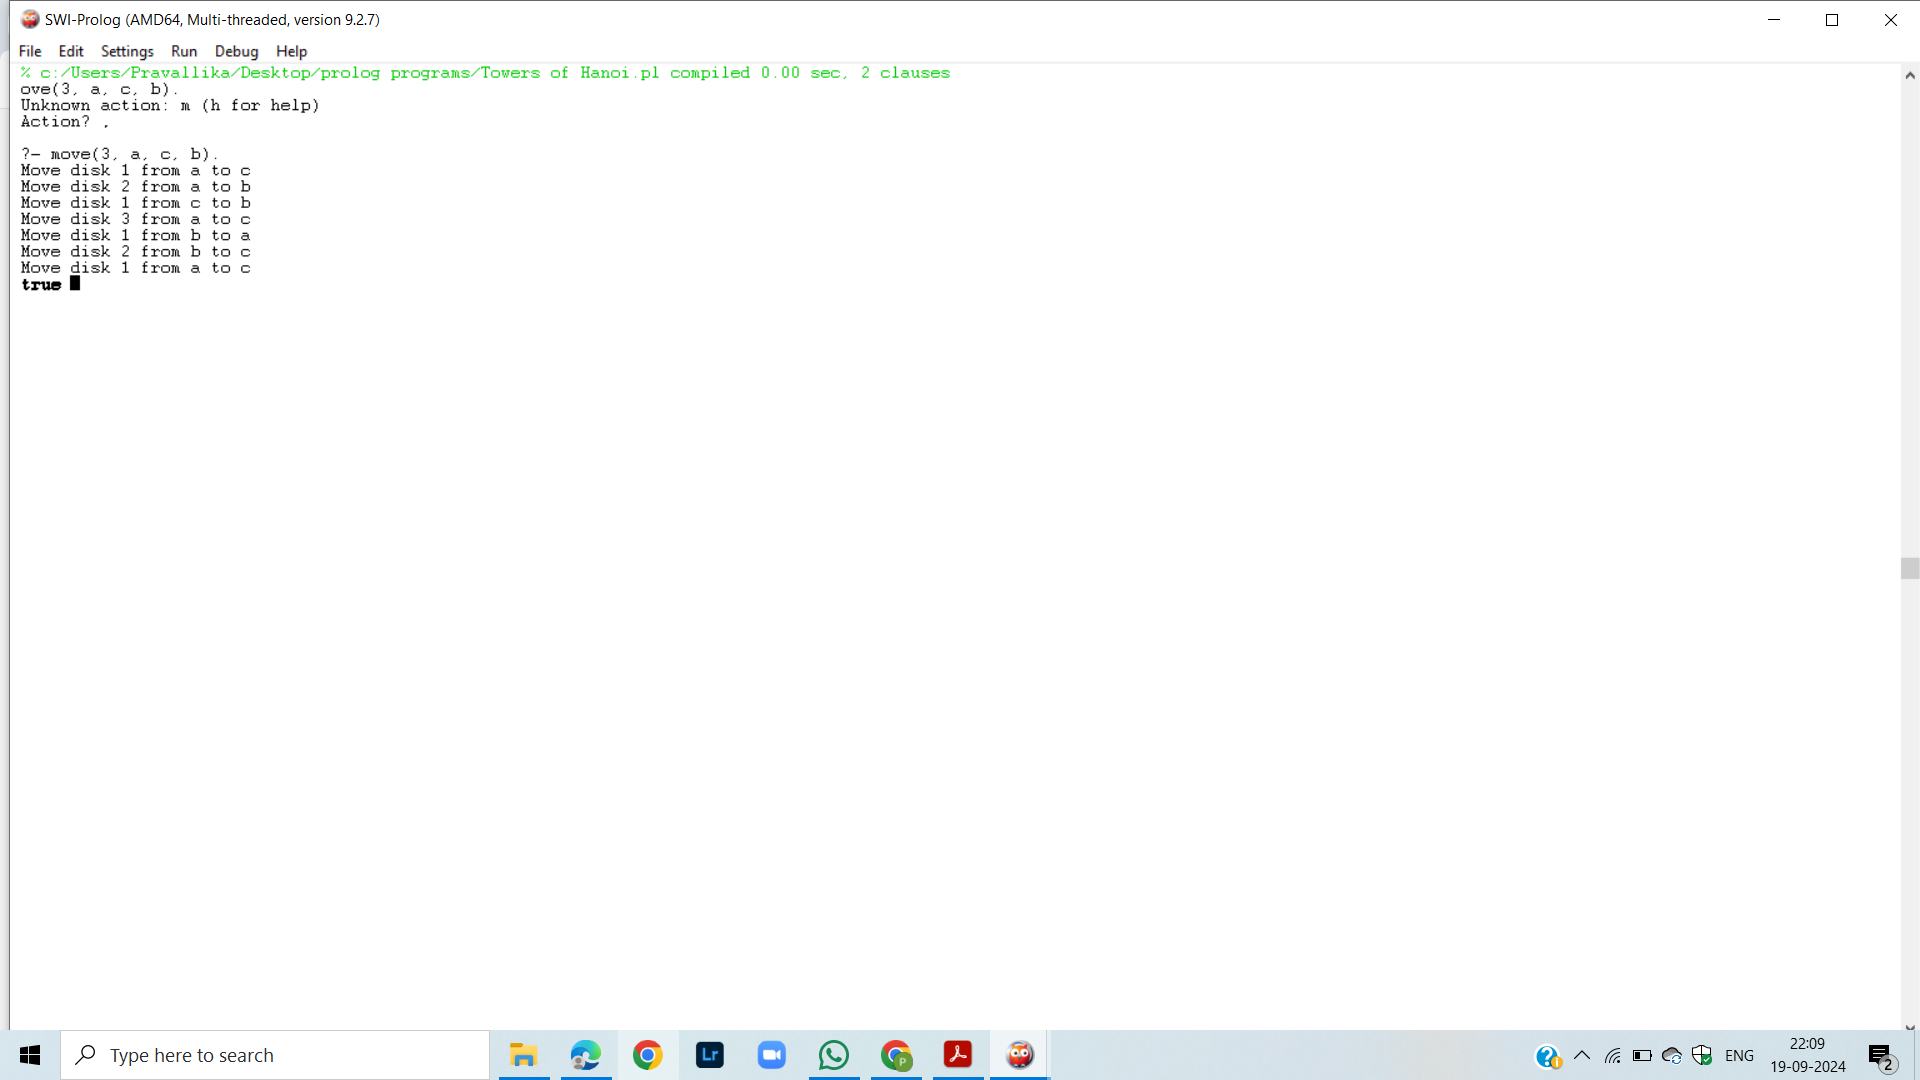 SWI-Prolog (AMD64, Multi-threaded, version 9.2.7)
File Edit Settings Run Debug Help
% c:/Users/Pravallika/Desktop/prolog programs/Towers of Hanoi.pl compiled 0.00 sec, 2 clauses
ove(3, a, c, b).
Unknown action: m (h for help)
Action? .
?- move(3, a, c, b).
Move disk 1 from a to c
Move disk 2 from a to b
Move disk 1 from c to b
Move disk 3 from a to c
Move disk 1 from b to a
Move disk 2 from b to c
Move disk 1 from a to c
true
Type here to search
Lr
P
ENG
22:09
19-09-2024
2